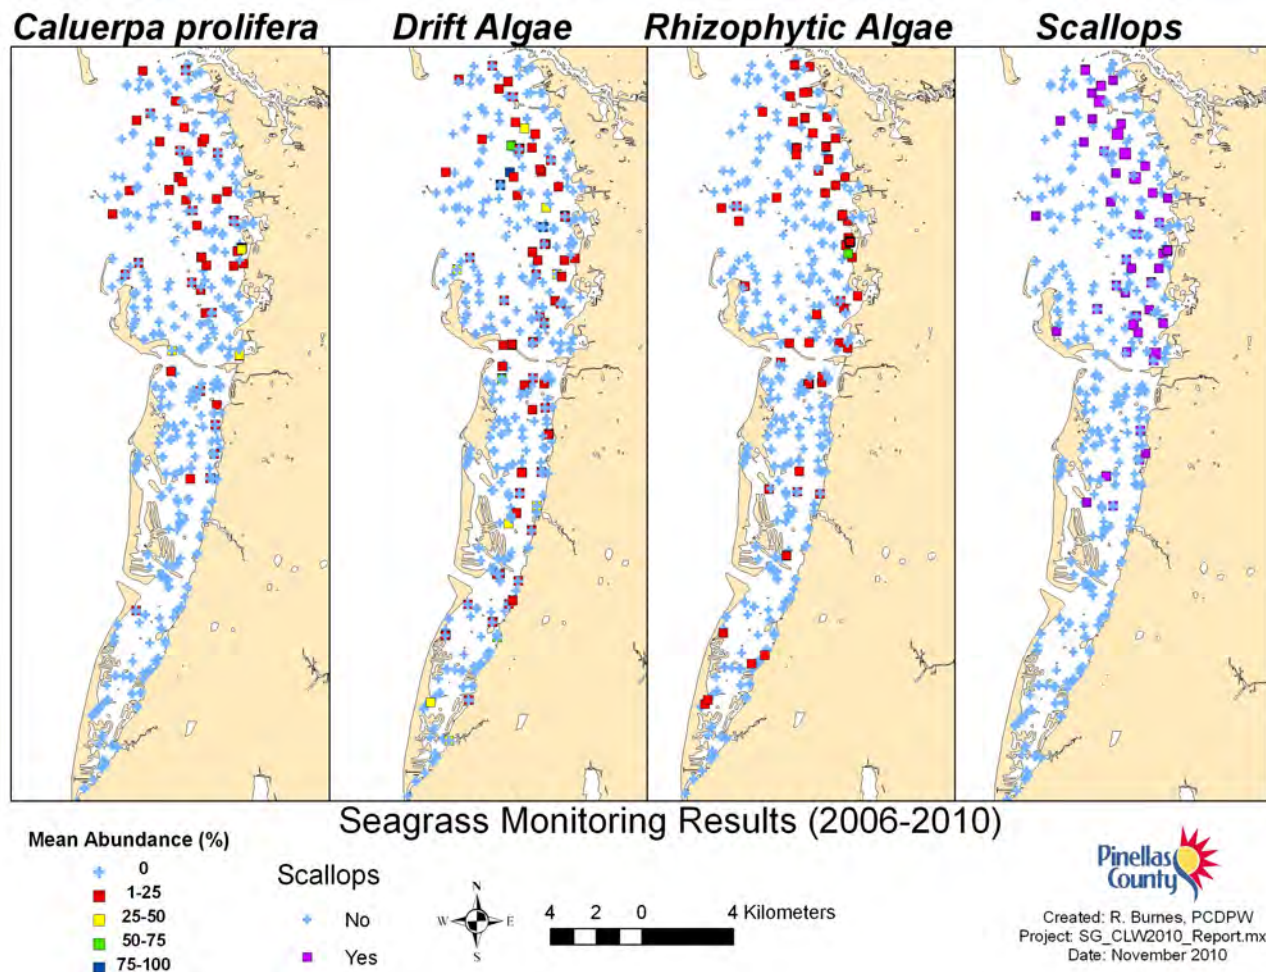 Caluerpa prolifera
Drift Algae
Rhizophytic Algae
Scallops
Seagrass Monitoring Results (2006-2010)
Mean Abundance (%)
0
1-25
25-50
50-75
75-100
Scallops
No
Yes
N
W
E
S
4 2 0 4 Kilometers
Pinellas
County
Created: R. Burnes, PCDPW
Project: SG_CLW2010_Report.mx
Date: November 2010